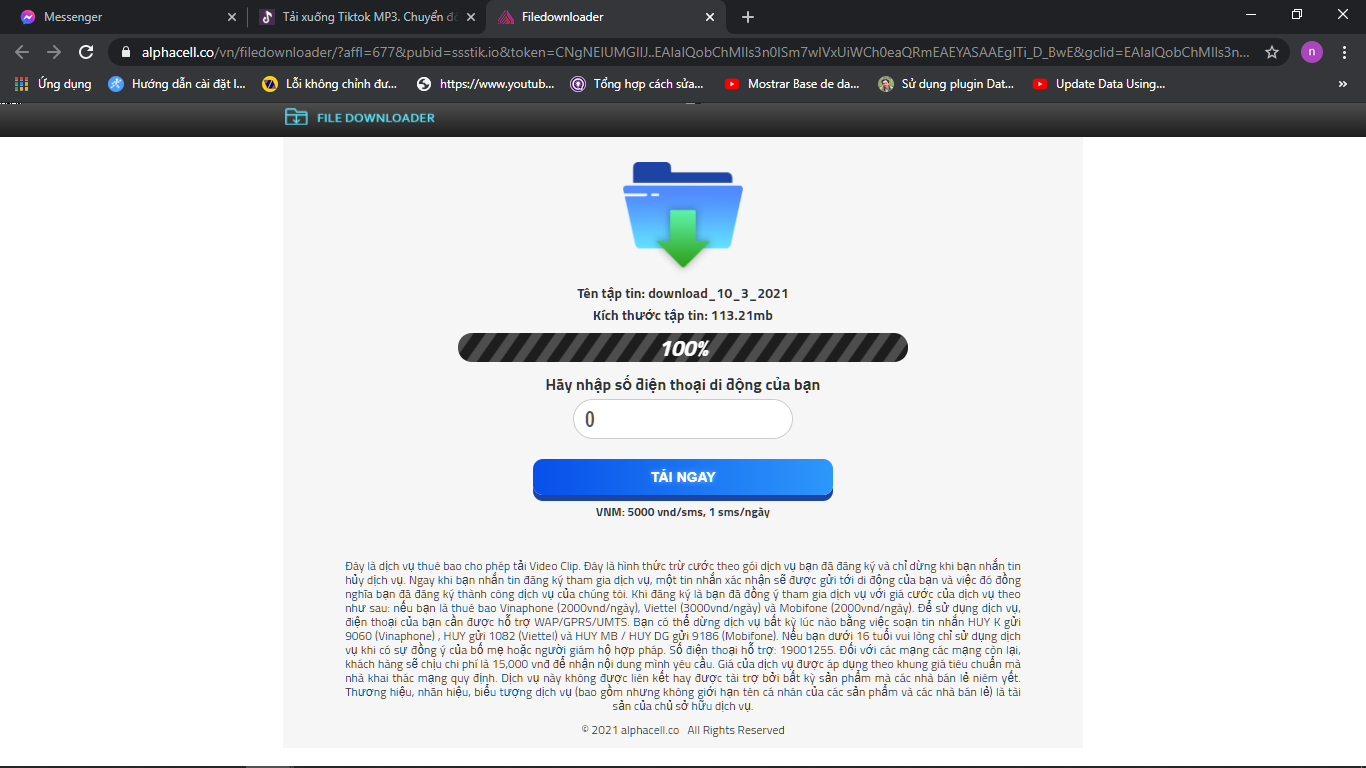 Messenger
Tải xuống Tiktok MP3. Chuyển đổ
Filedownloader
alphacell.co/vn/filedownloader/?affl=677&pubid=ssstik.io&token=CNgNEIUMGIIJ..EAIaIQobChMIIs3n0ISm7wIVxUiWCh0eaQRmEAEYASAAEgITi_D_BwE&gclid=EAIaIQobChMIIs3n...
n
Ứng dụng
Hướng dẫn cài đặt I...
Lỗi không chỉnh đư...
https://www.youtub...
Tổng hợp cách sửa...
Mostrar Base de da...
Sử dụng plugin Dat...
Update Data Using...
FILE DOWNLOADER
Tên tập tin: download_10_3_2021
Kích thước tập tin: 113.21mb
100%
Hãy nhập số điện thoại di động của bạn
0
TẢI NGAY
VNM: 5000 vnd/sms, 1 sms/ngày
Đây là dịch vụ thuê bao cho phép tải Video Clip. Đây là hình thức trừ cước theo gói dịch vụ bạn đã đăng ký và chỉ dừng khi bạn nhắn tin
hủy dịch vụ. Ngay khi bạn nhắn tin đăng ký tham gia dịch vụ, một tin nhắn xác nhận sẽ được gửi tới di động của bạn và việc đó đồng
nghĩa bạn đã đăng ký thành công dịch vụ của chúng tôi. Khi đăng ký là bạn đã đồng ý tham gia dịch vụ với giá cước của dịch vụ theo
như sau: nếu bạn là thuê bao Vinaphone (2000vnd/ngày), Viettel (3000vnd/ngày) và Mobifone (2000vnd/ngày). Để sử dụng dịch vụ,
điện thoại của bạn cần được hỗ trợ WAP/GPRS/UMTS. Bạn có thể dừng dịch vụ bất kỳ lúc nào bằng việc soạn tin nhắn HUY K gửi
9060 (Vinaphone) , HUY gửi 1082 (Viettel) và HUY MB / HUY DG gửi 9186 (Mobifone). Nếu bạn dưới 16 tuổi vui lòng chỉ sử dụng dịch
vụ khi có sự đồng ý của bố mẹ hoặc người giám hộ hợp pháp. Số điện thoại hỗ trợ: 19001255. Đối với các mạng các mạng còn lại,
khách hàng sẽ chịu chi phí là 15,000 vnđ để nhận nội dung mình yêu cầu. Giá của dịch vụ được áp dụng theo khung giá tiêu chuẩn mà
nhà khai thác mạng quy định. Dịch vụ này không được liên kết hay được tài trợ bởi bất kỳ sản phẩm mà các nhà bán lẻ niêm yết.
Thương hiệu, nhãn hiệu, biểu tượng dịch vụ (bao gồm nhưng không giới hạn tên cá nhân của các sản phẩm và các nhà bán lẻ) là tài
sản của chủ sở hữu dịch vụ.
© 2021 alphacell.co All Rights Reserved